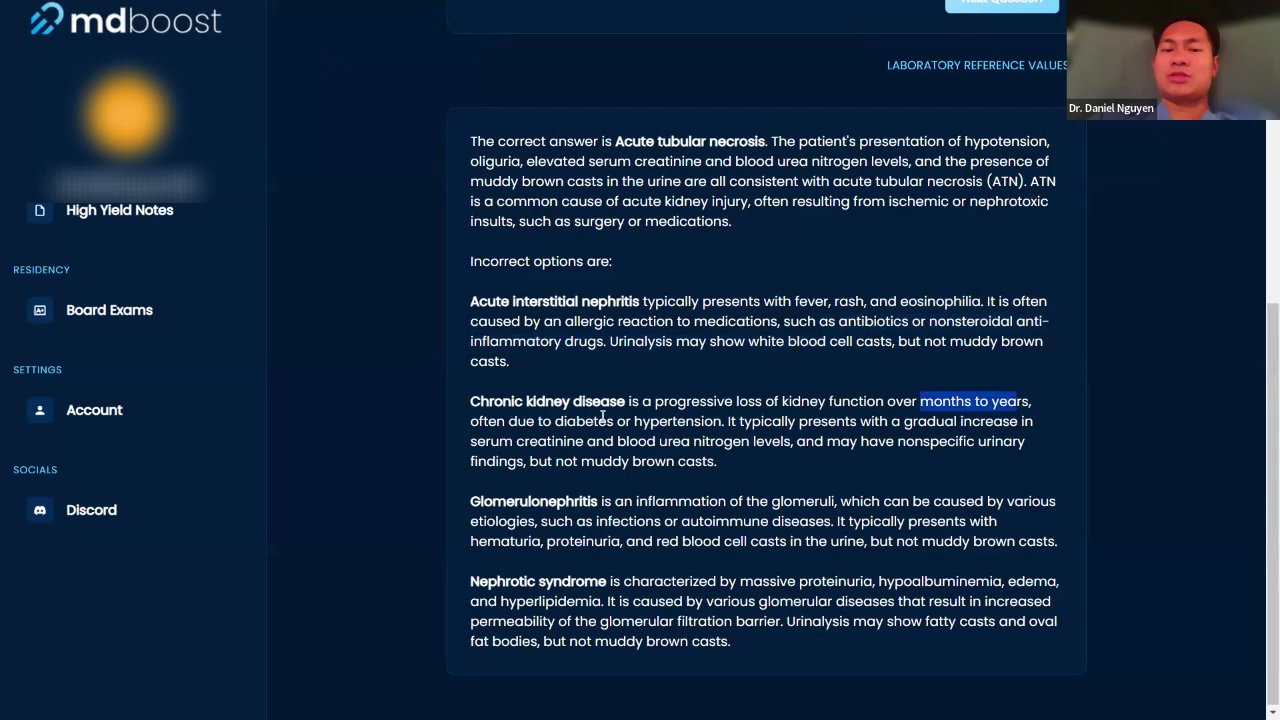 mdboost
LABORATORY REFERENCE VALUES
Dr. Daniel Nguyen
High Yield Notes
RESIDENCY
Board Exams
SETTINGS
Account
SOCIALS
Discord
The correct answer is Acute tubular necrosis. The patient's presentation of hypotension,
oliguria, elevated serum creatinine and blood urea nitrogen levels, and the presence of
muddy brown casts in the urine are all consistent with acute tubular necrosis (ATN). ATN
is a common cause of acute kidney injury, often resulting from ischemic or nephrotoxic
insults, such as surgery or medications.
Incorrect options are:
Acute interstitial nephritis typically presents with fever, rash, and eosinophilia. It is often
caused by an allergic reaction to medications, such as antibiotics or nonsteroidal anti-
inflammatory drugs. Urinalysis may show white blood cell casts, but not muddy brown
casts.
Chronic kidney disease is a progressive loss of kidney function over months to years,
often due to diabetes or hypertension. It typically presents with a gradual increase in
serum creatinine and blood urea nitrogen levels, and may have nonspecific urinary
findings, but not muddy brown casts.
Glomerulonephritis is an inflammation of the glomeruli, which can be caused by various
etiologies, such as infections or autoimmune diseases. It typically presents with
hematuria, proteinuria, and red blood cell casts in the urine, but not muddy brown casts.
Nephrotic syndrome is characterized by massive proteinuria, hypoalbuminemia, edema,
and hyperlipidemia. It is caused by various glomerular diseases that result in increased
permeability of the glomerular filtration barrier. Urinalysis may show fatty casts and oval
fat bodies, but not muddy brown casts.